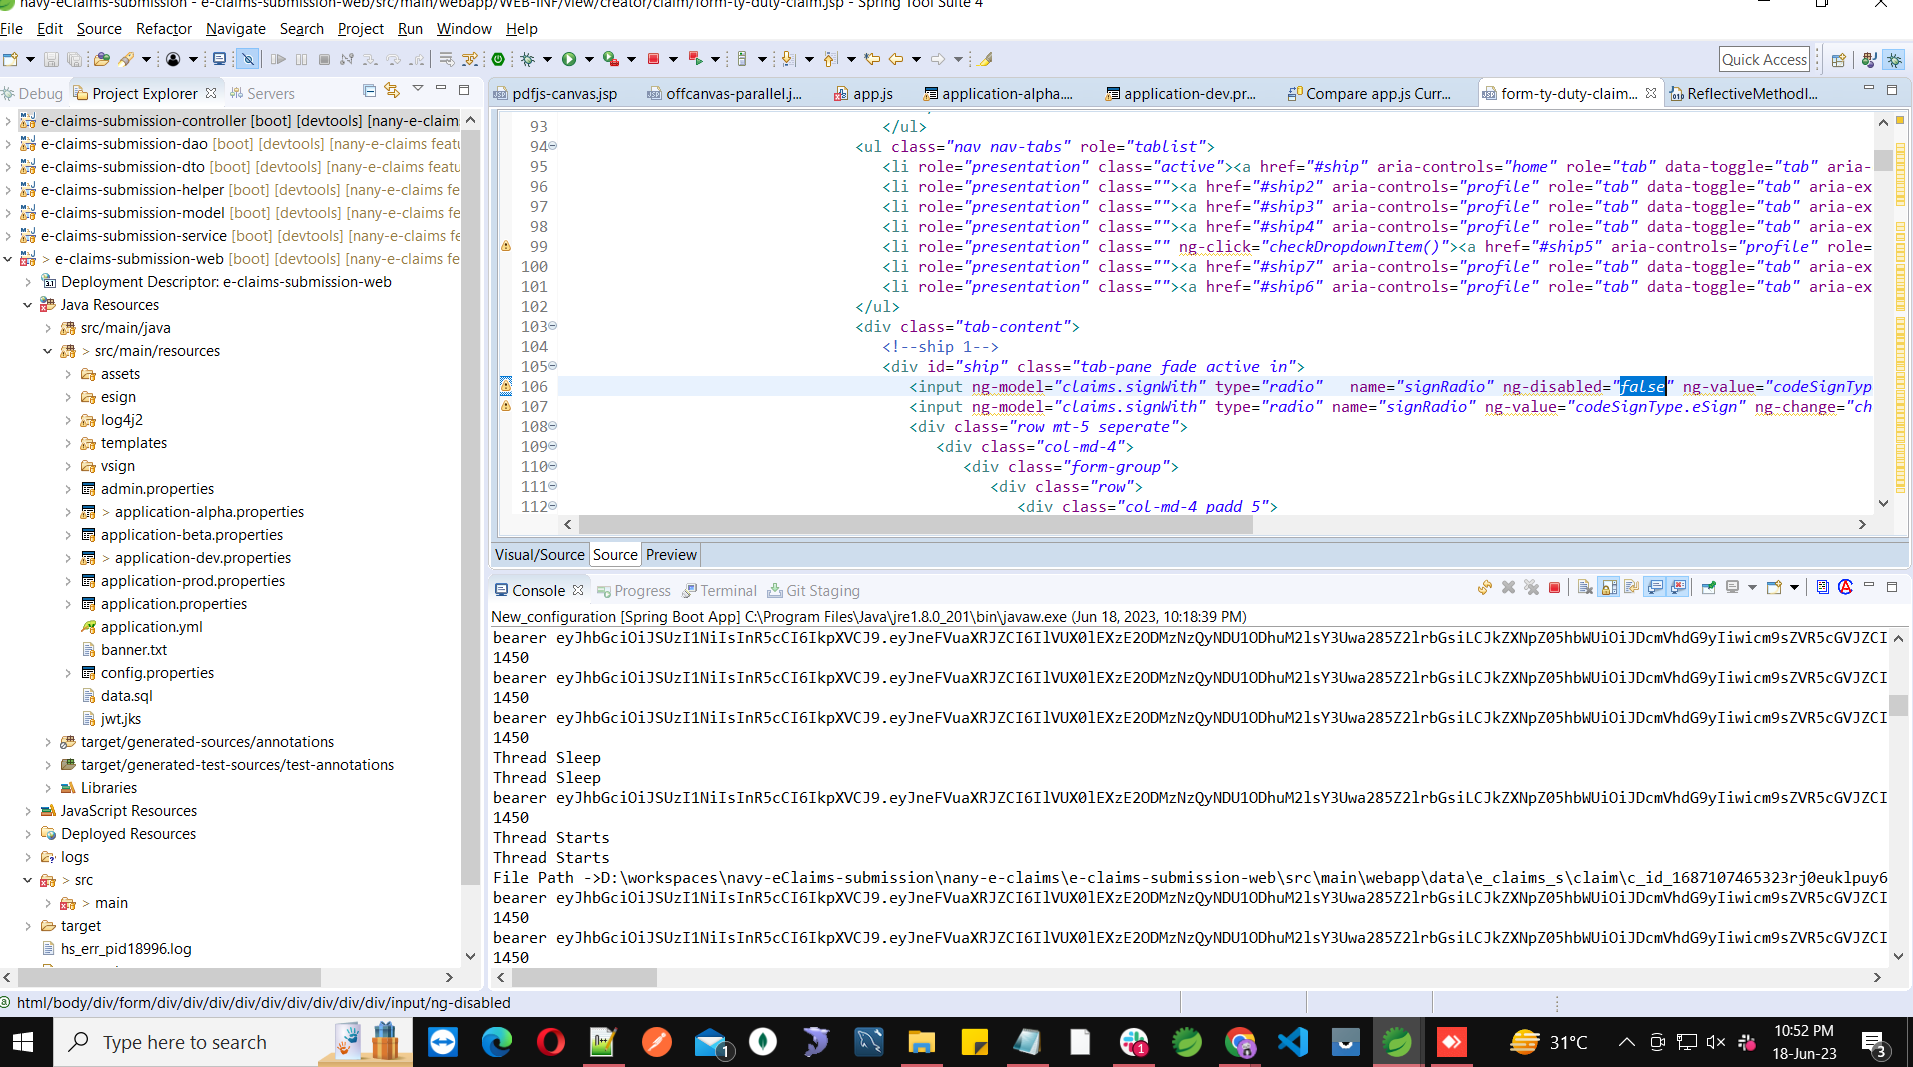 navy-eClaims-submission - e-claims-submission-web/src/main/webapp/WEB-INF/view/creator/claim/form-ty-duty-claim.jsp - Spring Tool Suite 4
File Edit Source Refactor Navigate Search Project Run Window Help
Quick Access
Debug Project Explorer Servers
e-claims-submission-controller [boot] [devtools] [nany-e-claims
e-claims-submission-dao [boot] [devtools] [nany-e-claims featu
e-claims-submission-dto [boot] [devtools] [nany-e-claims featu
e-claims-submission-helper [boot] [devtools] [nany-e-claims fe
e-claims-submission-model [boot] [devtools] [nany-e-claims fe
e-claims-submission-service [boot] [devtools] [nany-e-claims fe
> e-claims-submission-web [boot] [devtools] [nany-e-claims fe
Deployment Descriptor: e-claims-submission-web
Java Resources
src/main/java
> src/main/resources
assets
esign
log4j2
templates
vsign
admin.properties
> application-alpha.properties
application-beta.properties
> application-dev.properties
application-prod.properties
application.properties
application.yml
banner.txt
config.properties
data.sql
jwt.jks
target/generated-sources/annotations
target/generated-test-sources/test-annotations
Libraries
JavaScript Resources
Deployed Resources
logs
> src
> main
target
hs_err_pid18996.log
pdfjs-canvas.jsp offcanvas-parallel.j... app.js application-alpha.... application-dev.pr... Compare app.js Curr... form-ty-duty-claim... ReflectiveMethodI...
93 </ul>
94 <ul class="nav nav-tabs" role="tablist">
95 <li role="presentation" class="active"><a href="#ship" aria-controls="home" role="tab" data-toggle="tab" aria-
96 <li role="presentation" class=""><a href="#ship2" aria-controls="profile" role="tab" data-toggle="tab" aria-ex
97 <li role="presentation" class=""><a href="#ship3" aria-controls="profile" role="tab" data-toggle="tab" aria-ex
98 <li role="presentation" class=""><a href="#ship4" aria-controls="profile" role="tab" data-toggle="tab" aria-ex
99 <li role="presentation" class="" ng-click="checkDropdownItem()"><a href="#ship5" aria-controls="profile" role=
100 <li role="presentation" class=""><a href="#ship7" aria-controls="profile" role="tab" data-toggle="tab" aria-ex
101 <li role="presentation" class=""><a href="#ship6" aria-controls="profile" role="tab" data-toggle="tab" aria-ex
102 </ul>
103 <div class="tab-content">
104 <!--ship 1-->
105 <div id="ship" class="tab-pane fade active in">
106 <input ng-model="claims.signWith" type="radio" name="signRadio" ng-disabled="false" ng-value="codeSignTyp
107 <input ng-model="claims.signWith" type="radio" name="signRadio" ng-value="codeSignType.eSign" ng-change="ch
108 <div class="row mt-5 seperate">
109 <div class="col-md-4">
110 <div class="form-group">
111 <div class="row">
112 <div class="col-md-4 padd 5">
Visual/Source Source Preview
Console Progress Terminal Git Staging
New_configuration [Spring Boot App] C:\Program Files\Java\jre1.8.0_201\bin\javaw.exe (Jun 18, 2023, 10:18:39 PM)
bearer eyJhbGciOiJSUzI1NiIsInR5cCI6IkpXVCJ9.eyJneFVuaXRJZCI6IlVUX0lEXzE2ODMzNzQyNDU1ODhuM2lsY3Uwa285Z2lrbGsiLCJkZXNpZ05hbWUiOiJDcmVhdG9yIiwicm9sZVR5cGVJZCI
1450
bearer eyJhbGciOiJSUzI1NiIsInR5cCI6IkpXVCJ9.eyJneFVuaXRJZCI6IlVUX0lEXzE2ODMzNzQyNDU1ODhuM2lsY3Uwa285Z2lrbGsiLCJkZXNpZ05hbWUiOiJDcmVhdG9yIiwicm9sZVR5cGVJZCI
1450
bearer eyJhbGciOiJSUzI1NiIsInR5cCI6IkpXVCJ9.eyJneFVuaXRJZCI6IlVUX0lEXzE2ODMzNzQyNDU1ODhuM2lsY3Uwa285Z2lrbGsiLCJkZXNpZ05hbWUiOiJDcmVhdG9yIiwicm9sZVR5cGVJZCI
1450
Thread Sleep
Thread Sleep
bearer eyJhbGciOiJSUzI1NiIsInR5cCI6IkpXVCJ9.eyJneFVuaXRJZCI6IlVUX0lEXzE2ODMzNzQyNDU1ODhuM2lsY3Uwa285Z2lrbGsiLCJkZXNpZ05hbWUiOiJDcmVhdG9yIiwicm9sZVR5cGVJZCI
1450
Thread Starts
Thread Starts
File Path ->D:\workspaces\navy-eClaims-submission\nany-e-claims\e-claims-submission-web\src\main\webapp\data\e_claims_s\claim\c_id_1687107465323rj0euklpuy6
bearer eyJhbGciOiJSUzI1NiIsInR5cCI6IkpXVCJ9.eyJneFVuaXRJZCI6IlVUX0lEXzE2ODMzNzQyNDU1ODhuM2lsY3Uwa285Z2lrbGsiLCJkZXNpZ05hbWUiOiJDcmVhdG9yIiwicm9sZVR5cGVJZCI
1450
bearer eyJhbGciOiJSUzI1NiIsInR5cCI6IkpXVCJ9.eyJneFVuaXRJZCI6IlVUX0lEXzE2ODMzNzQyNDU1ODhuM2lsY3Uwa285Z2lrbGsiLCJkZXNpZ05hbWUiOiJDcmVhdG9yIiwicm9sZVR5cGVJZCI
1450
html/body/div/form/div/div/div/div/div/div/div/div/div/input/ng-disabled
Type here to search
1
1
31°C
10:52 PM
18-Jun-23
3